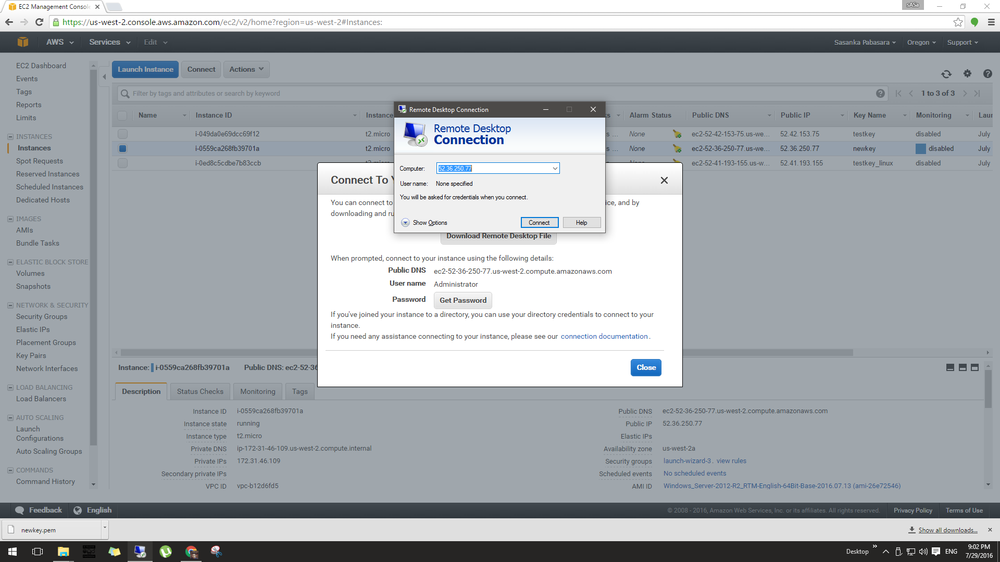 EC2 Management Console
sASa
https://us-west-2.console.aws.amazon.com/ec2/v2/home?region=us-west-2#Instances:
AWS
Services
Edit
Sasanka Pabasara
Oregon
Support
EC2 Dashboard
Events
Tags
Reports
Limits
INSTANCES
Instances
Spot Requests
Reserved Instances
Scheduled Instances
Dedicated Hosts
IMAGES
AMIs
Bundle Tasks
ELASTIC BLOCK STORE
Volumes
Snapshots
NETWORK & SECURITY
Security Groups
Elastic IPs
Placement Groups
Key Pairs
Network Interfaces
LOAD BALANCING
Load Balancers
AUTO SCALING
Launch
Configurations
Auto Scaling Groups
COMMANDS
Command History
Launch Instance
Connect
Actions
Filter by tags and attributes or search by keyword
1 to 3 of 3
Name
Instance ID
Instance
ks
Alarm Status
Public DNS
Public IP
Key Name
Monitoring
Laun
i-049da0e69dcc69f12 t2.micro s ... None ec2-52-42-153-75.us-we... 52.42.153.75 testkey disabled July
i-0559ca268fb39701a t2.micro s ... None ec2-52-36-250-77.us-we... 52.36.250.77 newkey disabled July
i-0ed8c5cdbe7b83ccb ec2-52-41-193-155.us-w... 52.41.193.155 testkey_linux disabled July
Remote Desktop Connection
Remote Desktop
Connection
Computer: 52.36.250.77
User name: None specified
You will be asked for credentials when you connect.
Show Options
Connect
Help
Connect To Y
You can connect to ice, and by
downloading and ru
Download Remote Desktop File
When prompted, connect to your instance using the following details:
Public DNS ec2-52-36-250-77.us-west-2.compute.amazonaws.com
User name Administrator
Password Get Password
If you've joined your instance to a directory, you can use your directory credentials to connect to your
instance.
If you need any assistance connecting to your instance, please see our connection documentation.
Close
Instance: i-0559ca268fb39701a Public DNS: ec2-52-36
Description
Status Checks
Monitoring
Tags
Instance ID i-0559ca268fb39701a
Instance state running
Instance type t2.micro
Private DNS ip-172-31-46-109.us-west-2.compute.internal
Private IPs 172.31.46.109
Secondary private IPs
VPC ID vpc-b12d6fd5
Public DNS ec2-52-36-250-77.us-west-2.compute.amazonaws.com
Public IP 52.36.250.77
Elastic IPs
Availability zone us-west-2a
Security groups launch-wizard-3. view rules
Scheduled events No scheduled events
AMI ID Windows_Server-2012-R2_RTM-English-64Bit-Base-2016.07.13 (ami-26e72546)
Feedback
English
© 2008 - 2016, Amazon Web Services, Inc. or its affiliates. All rights reserved.
Privacy Policy
Terms of Use
newkey.pem
Show all downloads...
Desktop
ENG
9:02 PM
7/29/2016